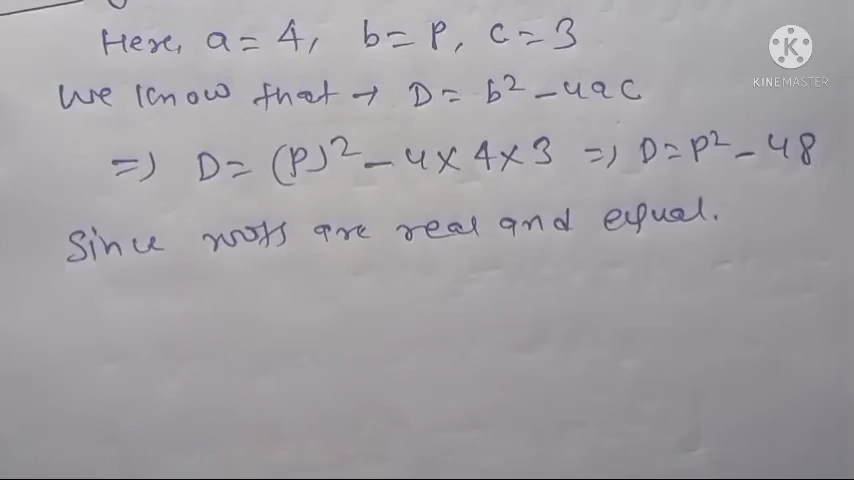 Here, a = 4, b = P, c = 3
KINEMASTER
We know that → D = b² - 4ac
=> D = (P)² - 4 × 4 × 3 => D = P² - 48
Since roots are real and equal.